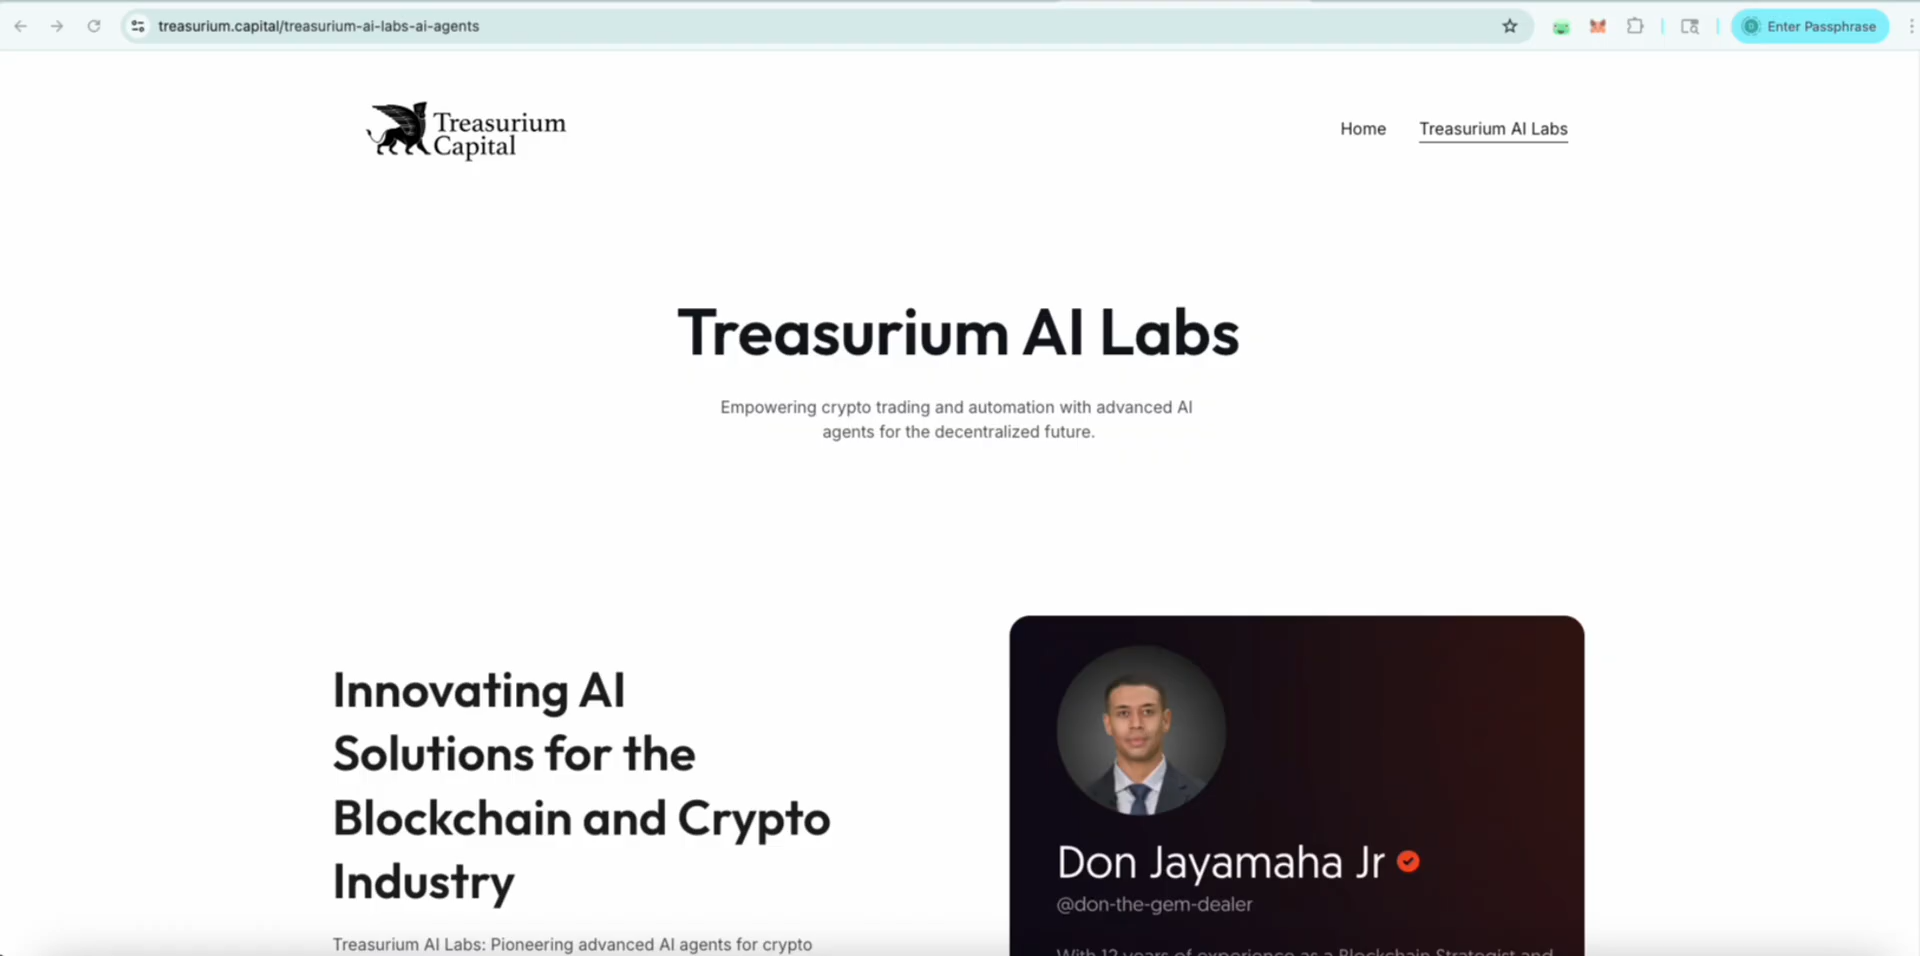 treasurium.capital/treasurium-ai-labs-ai-agents
Enter Passphrase
Treasurium
Capital
Home
Treasurium AI Labs
Treasurium AI Labs
Empowering crypto trading and automation with advanced AI
agents for the decentralized future.
Innovating AI
Solutions for the
Blockchain and Crypto
Industry
Treasurium AI Labs: Pioneering advanced AI agents for crypto
Don Jayamaha Jr
@don-the-gem-dealer
With 12 years of experience as a Blockchain Strategist and